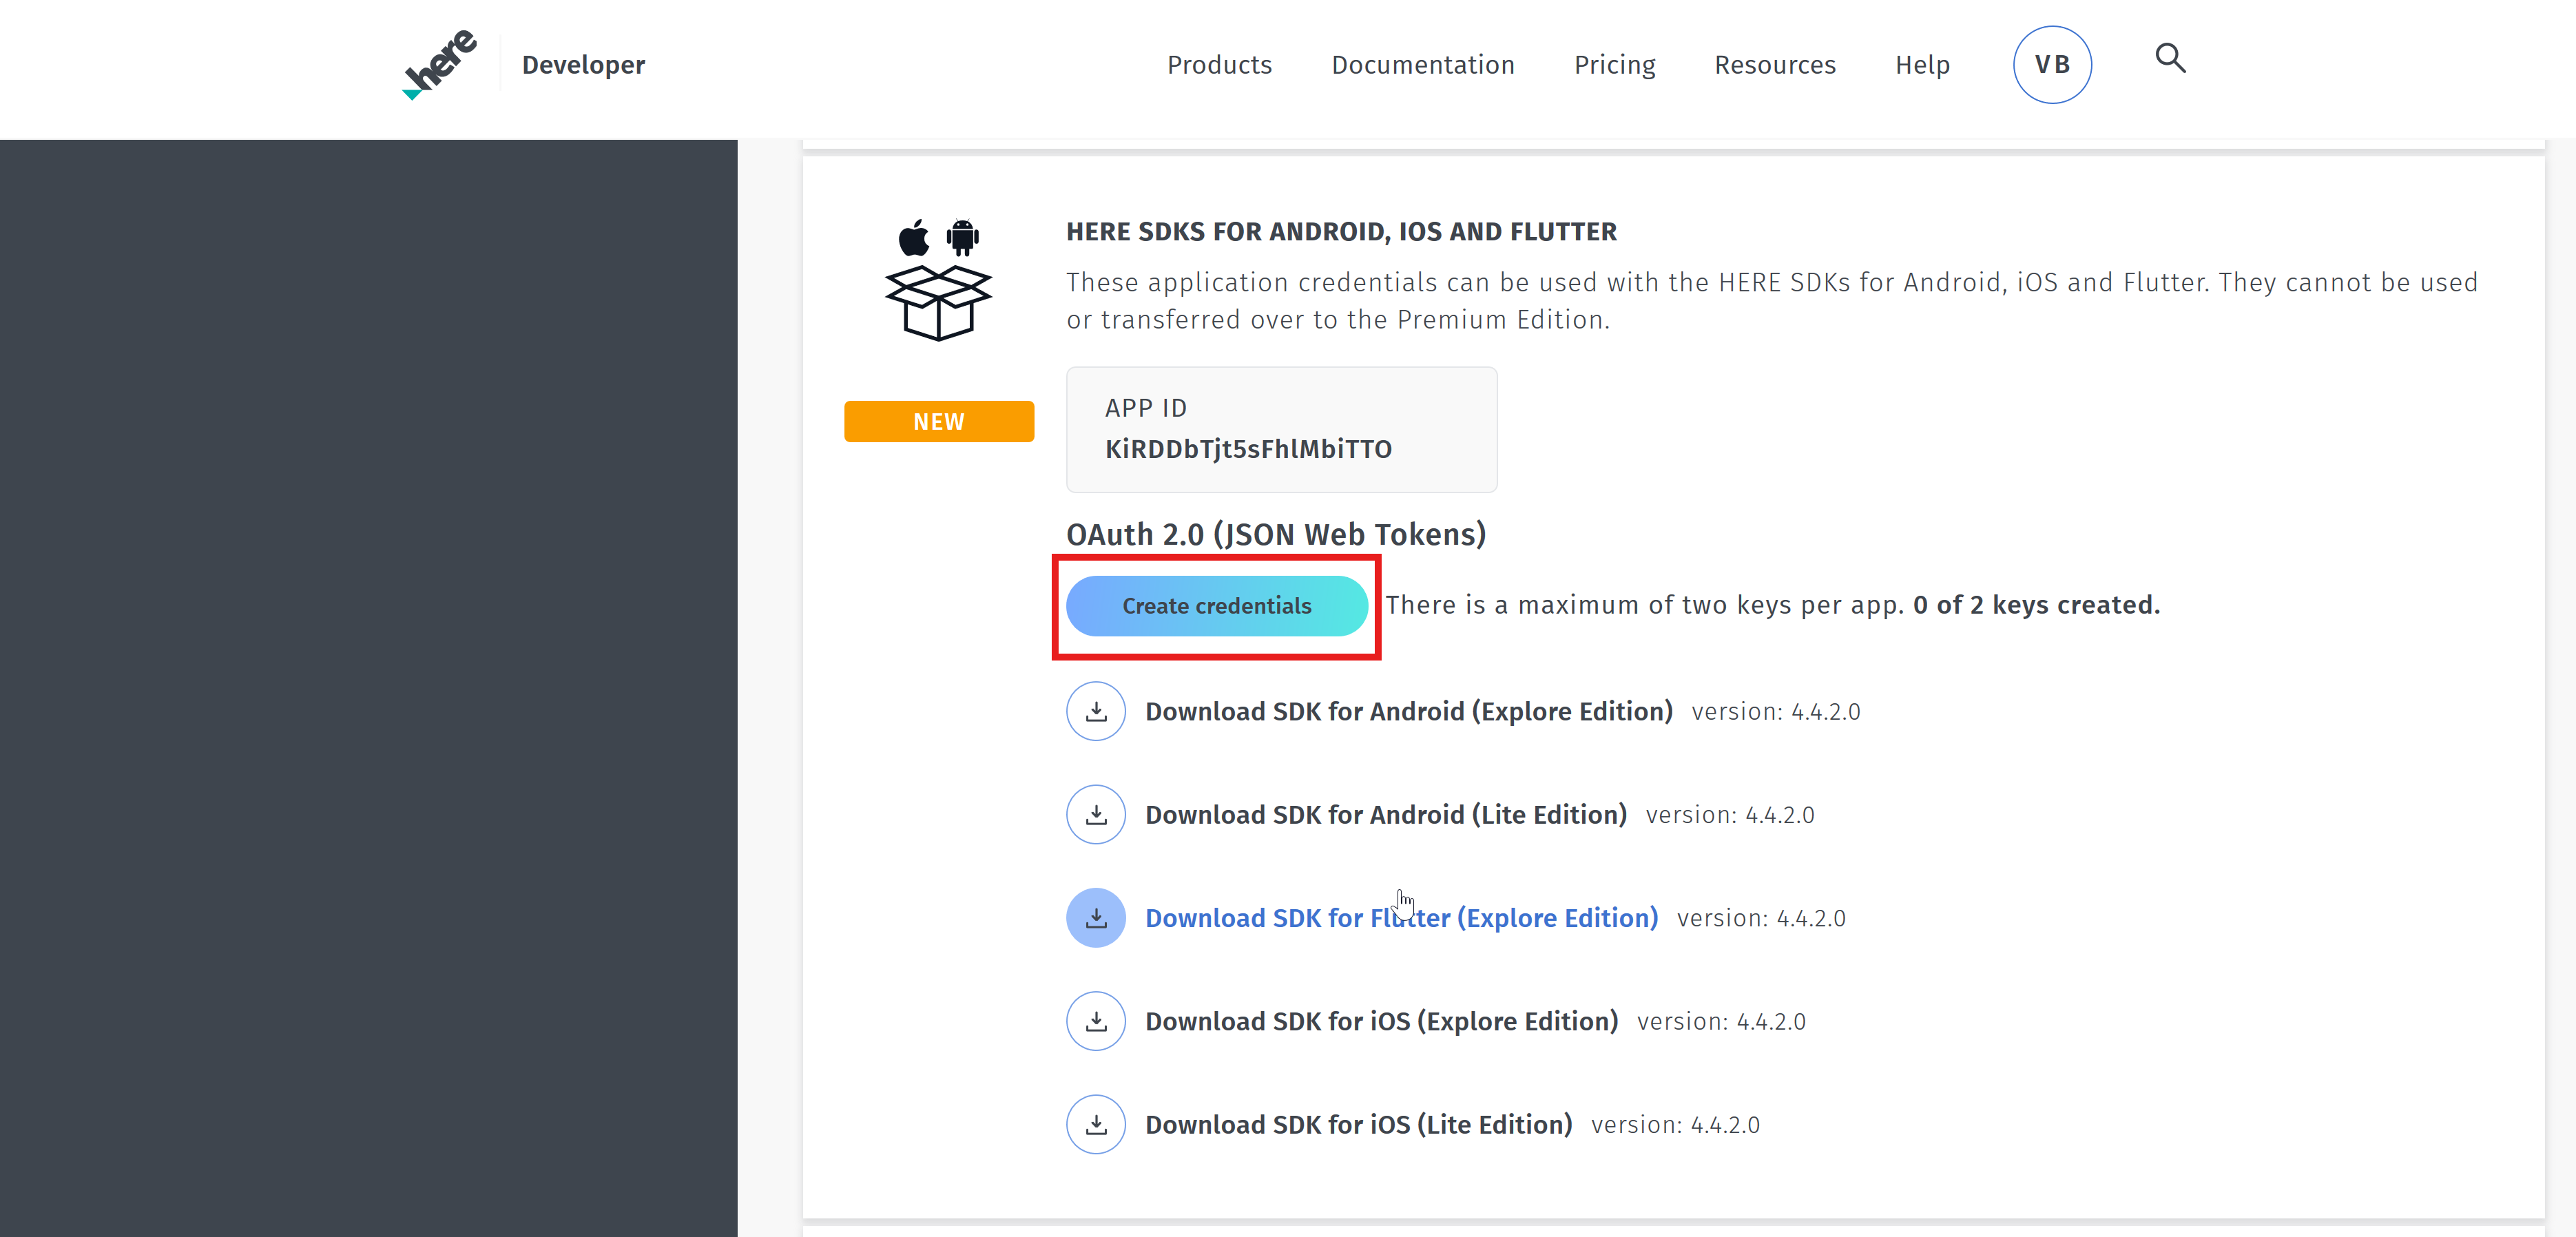 here
Developer
Products
Documentation
Pricing
Resources
Help
VB
HERE SDKS FOR ANDROID, IOS AND FLUTTER
These application credentials can be used with the HERE SDKs for Android, iOS and Flutter. They cannot be used
or transferred over to the Premium Edition.
NEW
APP ID
KiRDDbTjt5sFhlMbiTTO
OAuth 2.0 (JSON Web Tokens)
Create credentials
There is a maximum of two keys per app. 0 of 2 keys created.
Download SDK for Android (Explore Edition) version: 4.4.2.0
Download SDK for Android (Lite Edition) version: 4.4.2.0
Download SDK for Flutter (Explore Edition) version: 4.4.2.0
Download SDK for iOS (Explore Edition) version: 4.4.2.0
Download SDK for iOS (Lite Edition) version: 4.4.2.0